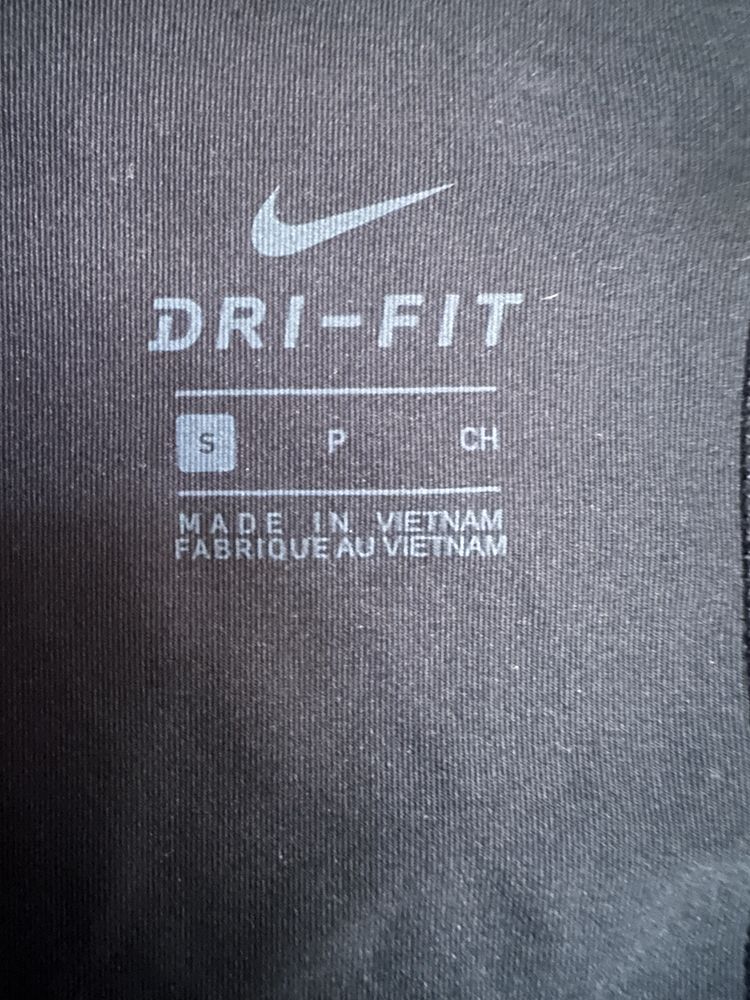 DRI-FIT
S P CH
MADE IN VIETNAM
FABRIQUE AU VIETNAM